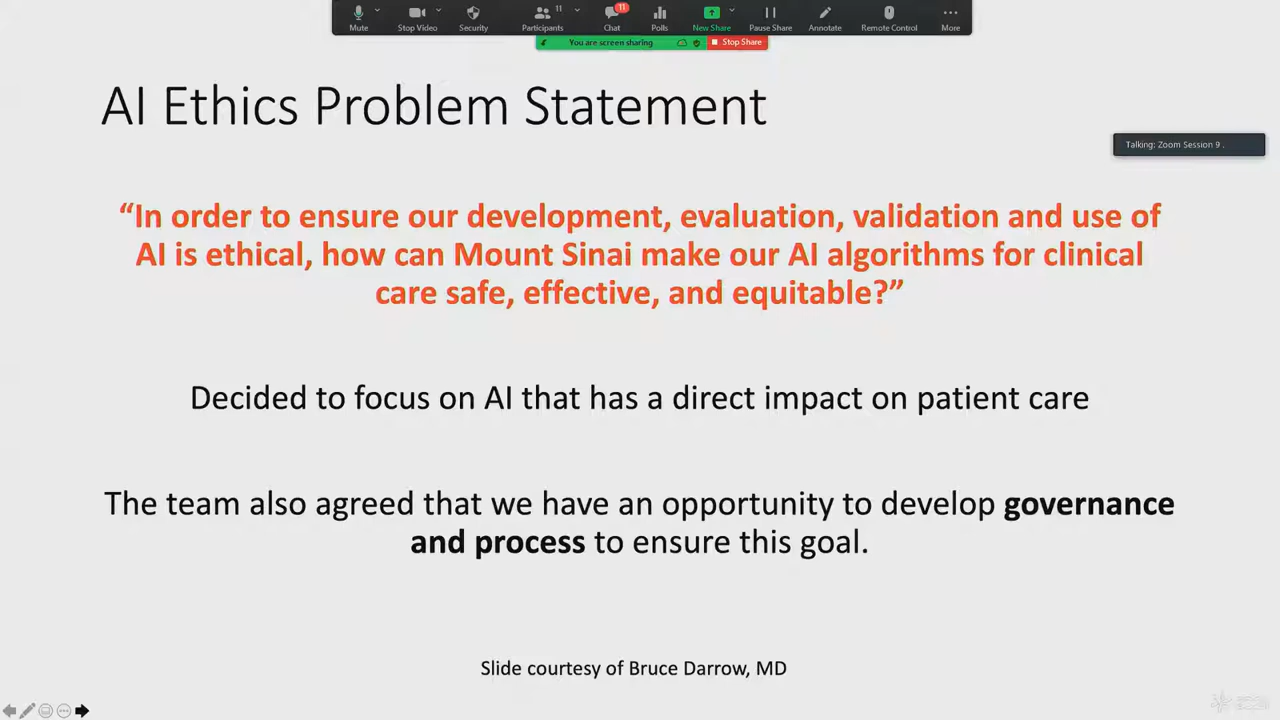 Mute
Stop Video
Security
Participants
11
Chat
11
Polls
New Share
Pause Share
Annotate
Remote Control
More
You are screen sharing
Stop Share
AI Ethics Problem Statement
Talking: Zoom Session 9 .
“In order to ensure our development, evaluation, validation and use of
AI is ethical, how can Mount Sinai make our AI algorithms for clinical
care safe, effective, and equitable?”
Decided to focus on AI that has a direct impact on patient care
The team also agreed that we have an opportunity to develop governance
and process to ensure this goal.
Slide courtesy of Bruce Darrow, MD